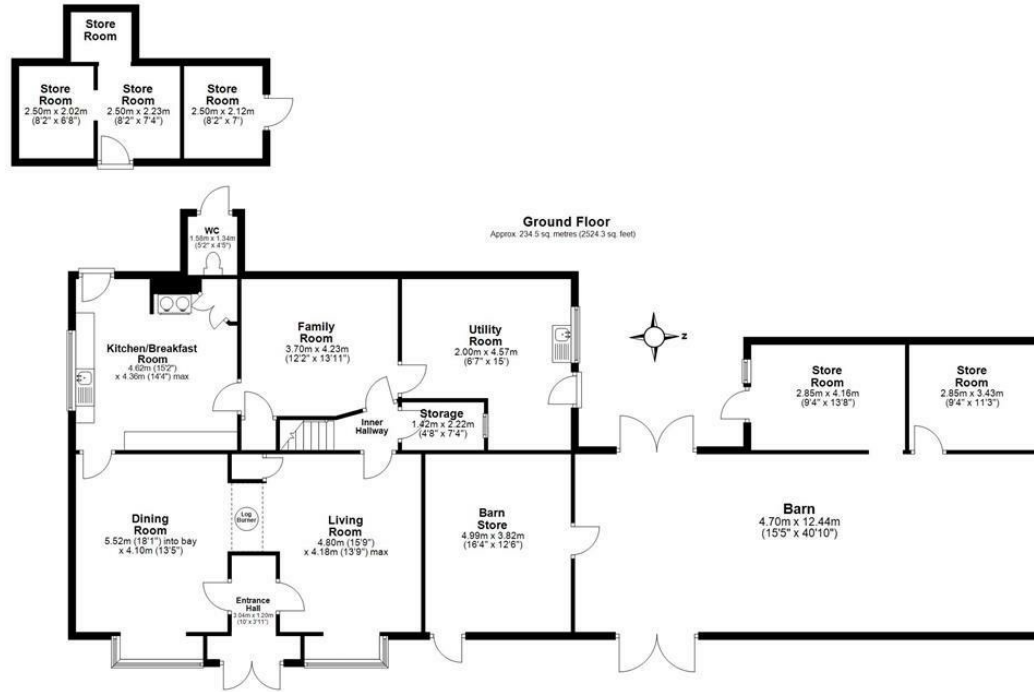 Store
Room
Store
Room
2.50m x 2.02m
(8'2" x 6'8")
Store
Room
2.50m x 2.23m
(8'2" x 7'4")
Store
Room
2.50m x 2.12m
(8'2" x 7')
Ground Floor
Approx. 234.5 sq. metres (2524.3 sq. feet)
WC
1.58m x 1.34m
(5'2" x 4'5")
Kitchen/Breakfast
Room
4.62m (15'2")
x 4.36m (14'4") max
Family
Room
3.70m x 4.23m
(12'2" x 13'11")
Utility
Room
2.00m x 4.57m
(6'7" x 15')
Storage
1.42m x 2.22m
(4'8" x 7'4")
Inner
Hallway
Z
Store
Room
2.85m x 4.16m
(9'4" x 13'8")
Store
Room
2.85m x 3.43m
(9'4" x 11'3")
Dining
Room
5.52m (18'1") into bay
x 4.10m (13'5")
Log
Burner
Living
Room
4.80m (15'9")
x 4.18m (13'9") max
Barn
Store
4.99m x 3.82m
(16'4" x 12'6")
Barn
4.70m x 12.44m
(15'5" x 40'10")
Entrance
Hall
3.04m x 1.20m
(10' x 3'11")